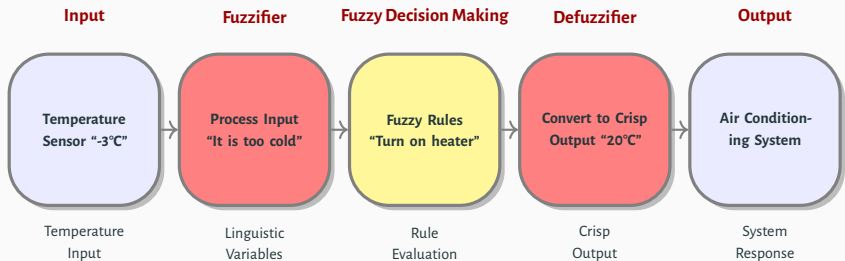 Input
Fuzzifier
Fuzzy Decision Making
Defuzzifier
Output
Temperature
Sensor “-3°C”
Process Input
“It is too cold”
Fuzzy Rules
“Turn on heater”
Convert to Crisp
Output “20°C”
Air Condition-
ing System
Temperature
Input
Linguistic
Variables
Rule
Evaluation
Crisp
Output
System
Response